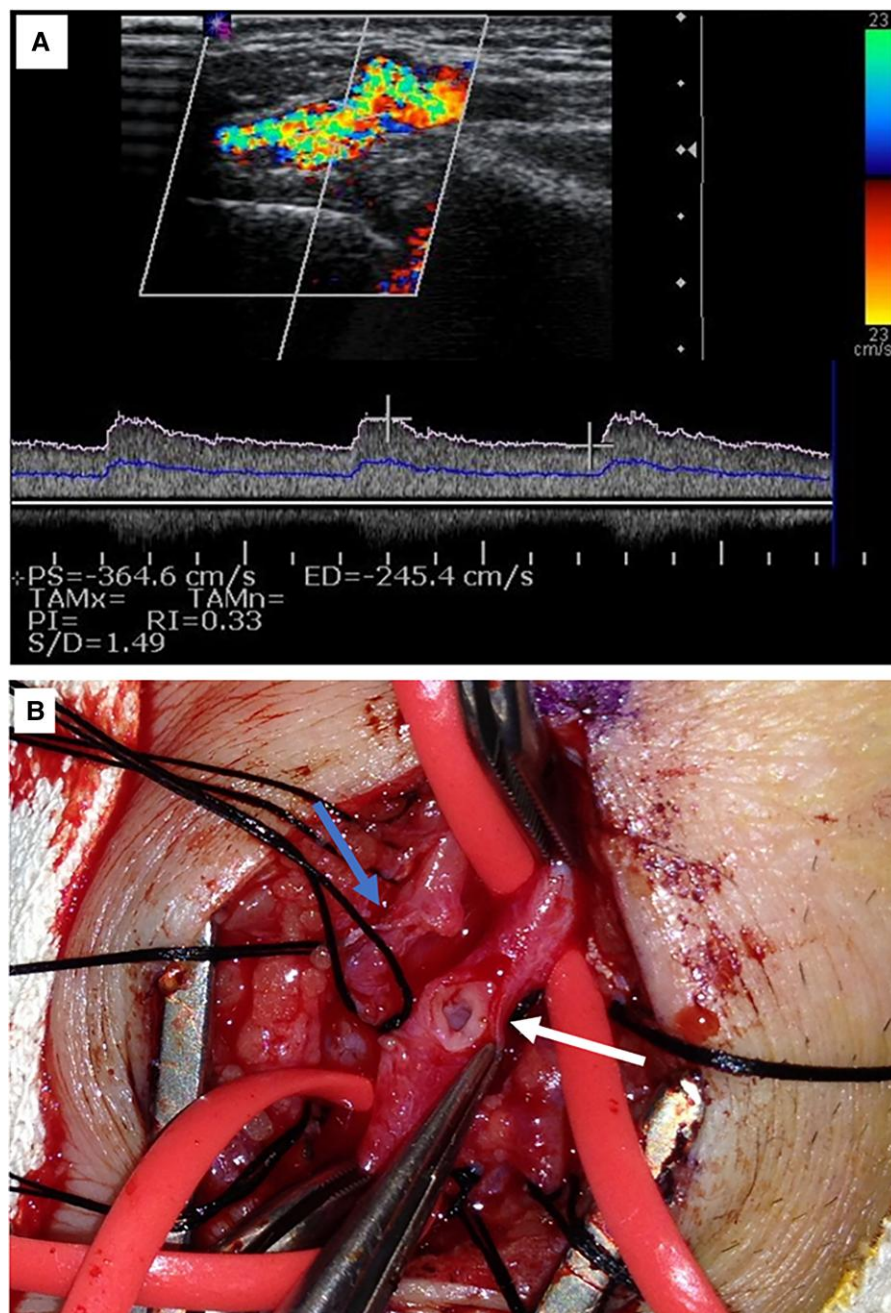 A
23
23
cm/s
PS=-364.6 cm/s ED=-245.4 cm/s
TAMx= TAMn=
PI= RI=0.33
S/D=1.49
B